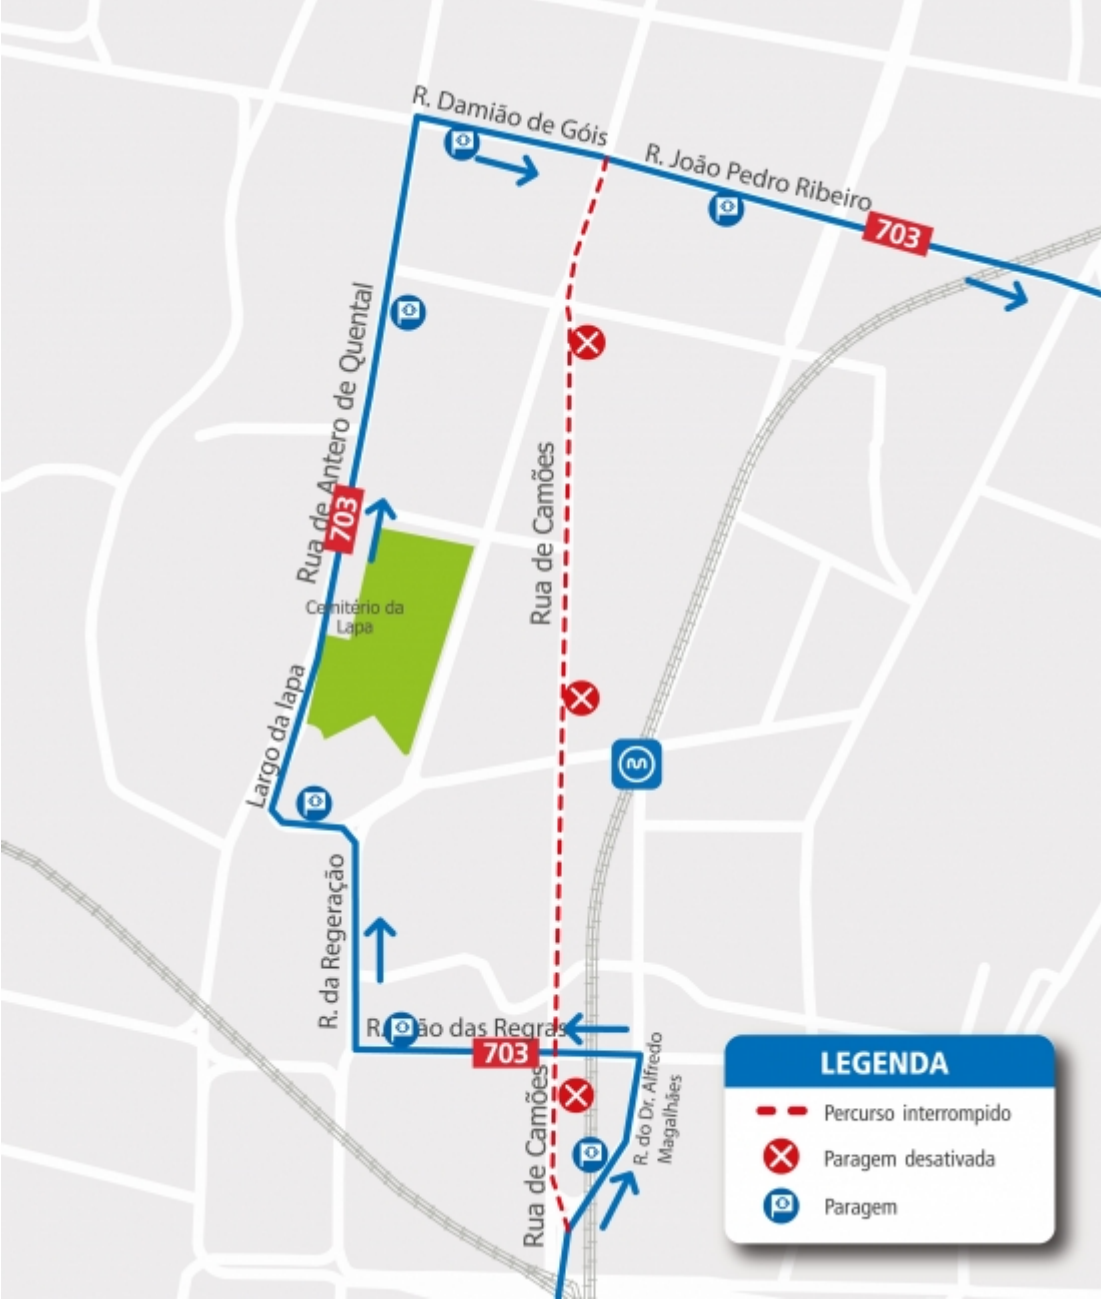 R. Damião de Góis
R. João Pedro Ribeiro
703
Rua de Antero de Quental
703
Rua de Camões
Cemitério da
Lapa
Largo da lapa
R. da Regeração
R. João das Regras
703
Rua de Camões
R. do Dr. Alfredo
Magalhães
LEGENDA
Percurso interrompido
Paragem desativada
Paragem